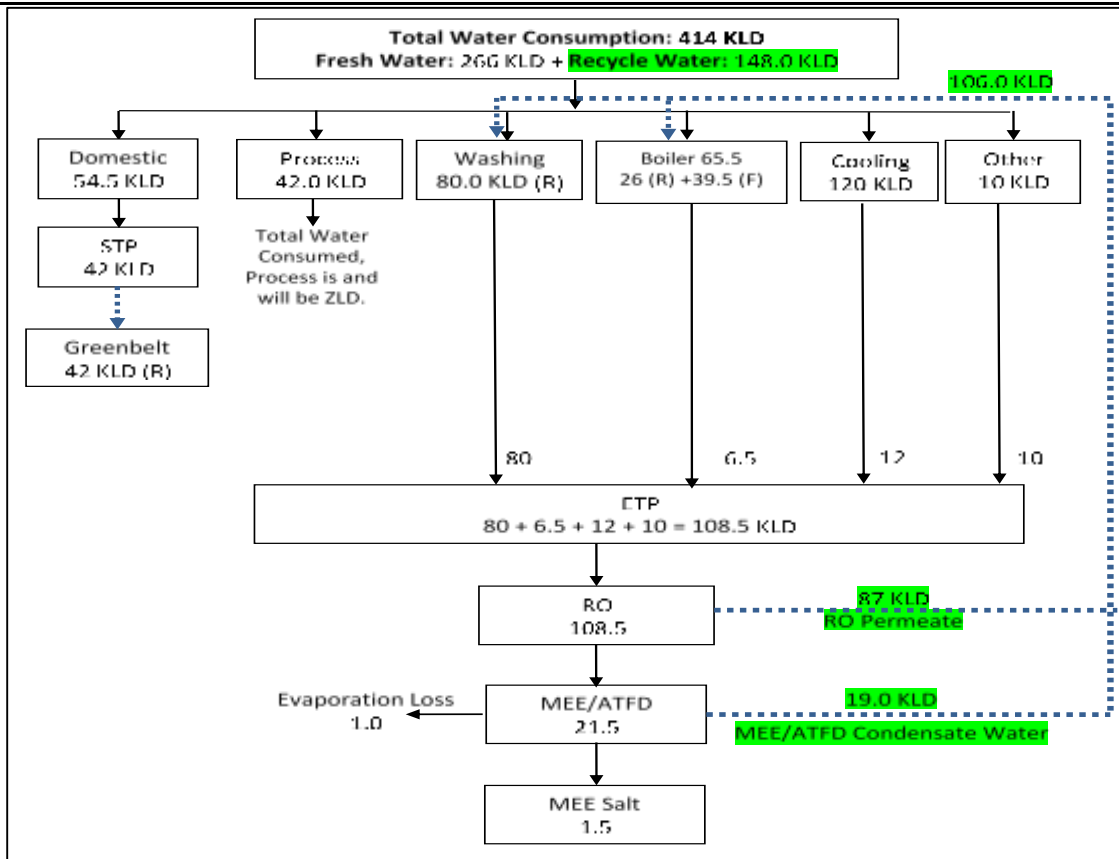 Total Water Consumption: 414 KLD
Fresh Water: 266 KLD + Recycle Water: 148.0 KLD
106.0 KLD
Domestic
54.5 KLD
Process
42.0 KLD
Washing
80.0 KLD (R)
Boiler 65.5
26 (R) +39.5 (F)
Cooling
120 KLD
Other
10 KLD
STP
42 KLD
Total Water
Consumed,
Process is and
will be ZLD.
Greenbelt
42 KLD (R)
80
6.5
12
10
ETP
80 + 6.5 + 12 + 10 = 108.5 KLD
RO
108.5
87 KLD
RO Permeate
Evaporation Loss
1.0
MEE/ATFD
21.5
19.0 KLD
MEE/ATFD Condensate Water
MEE Salt
1.5